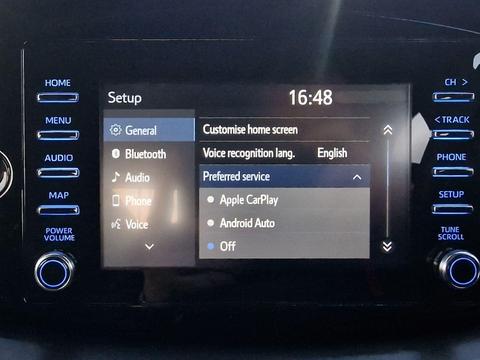 HOME
MENU
AUDIO
MAP
POWER
VOLUME
Setup
16:48
General
Bluetooth
Audio
Phone
Voice
Customise home screen
Voice recognition lang. English
Preferred service
Apple CarPlay
Android Auto
Off
CH >
< TRACK
PHONE
SETUP
TUNE
SCROLL